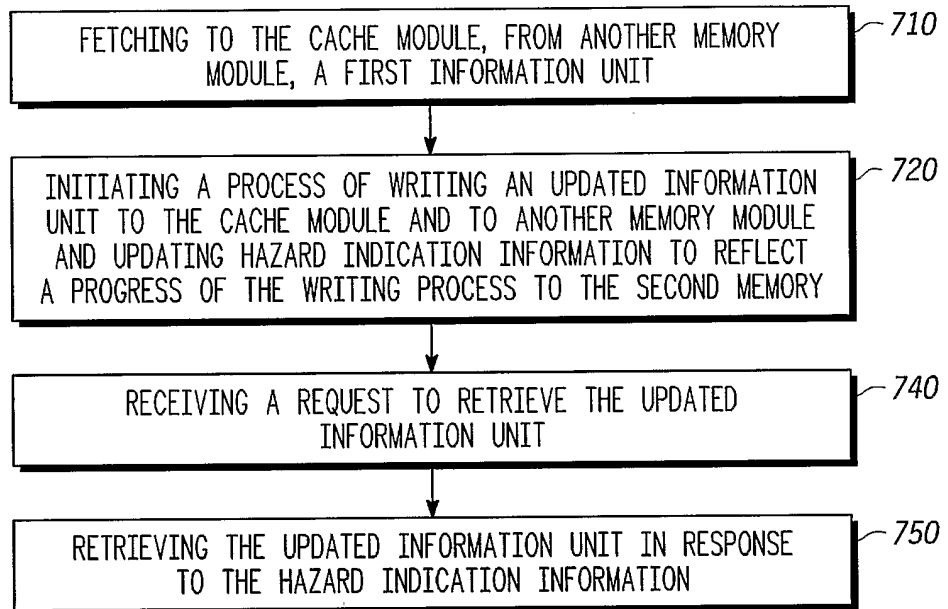 FETCHING TO THE CACHE MODULE, FROM ANOTHER MEMORY
MODULE, A FIRST INFORMATION UNIT
710
INITIATING A PROCESS OF WRITING AN UPDATED INFORMATION
UNIT TO THE CACHE MODULE AND TO ANOTHER MEMORY MODULE
AND UPDATING HAZARD INDICATION INFORMATION TO REFLECT
A PROGRESS OF THE WRITING PROCESS TO THE SECOND MEMORY
720
RECEIVING A REQUEST TO RETRIEVE THE UPDATED
INFORMATION UNIT
740
RETRIEVING THE UPDATED INFORMATION UNIT IN RESPONSE
TO THE HAZARD INDICATION INFORMATION
750